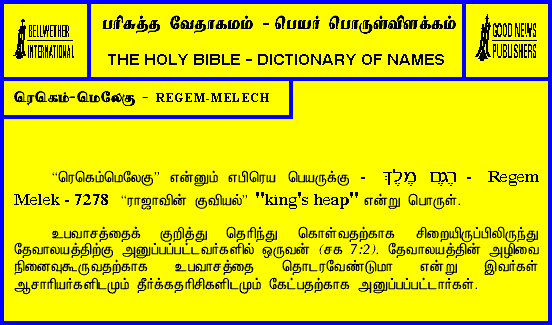 BELLWETHER
INTERNATIONAL
பரிசுத்த வேதாகமம் - பெயர் பொருள்விளக்கம்
THE HOLY BIBLE - DICTIONARY OF NAMES
GOOD NEWS
PUBLISHERS
ரெகெம்-மெலேகு - REGEM-MELECH
“ரெகெம்மெலேகு” என்னும் எபிரெய பெயருக்கு - רֶגֶם מֶלֶךְ - Regem
Melek - 7278 “ராஜாவின் குவியல்” "king's heap" என்று பொருள்.
உபவாசத்தைக் குறித்து தெரிந்து கொள்வதற்காக சிறையிருப்பிலிருந்து
தேவாலயத்திற்கு அனுப்பப்பட்டவர்களில் ஒருவன் (சக 7:2). தேவாலயத்தின் அழிவை
நினைவுகூருவதற்காக உபவாசத்தை தொடரவேண்டுமா என்று இவர்கள்
ஆசாரியர்களிடமும் தீர்க்கதரிசிகளிடமும் கேட்பதற்காக அனுப்பப்பட்டார்கள்.